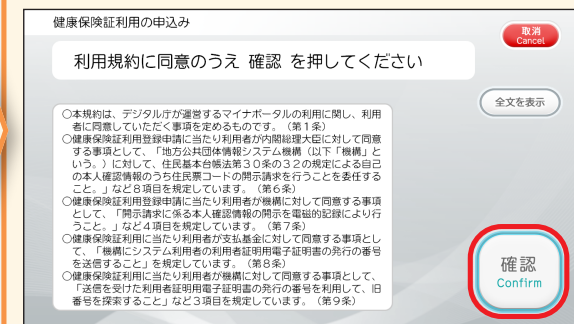 健康保険証利用の申込み
取消
Cancel
利用規約に同意のうえ 確認 を押してください
全文を表示
○本規約は、デジタル庁が運営するマイナポータルの利用に関し、利用
者に同意していただく事項を定めるものです。（第1条）
○健康保険証利用登録申請に当たり利用者が内閣総理大臣に対して同意
する事項として、「地方公共団体情報システム機構（以下「機構」と
いう。）に対して、住民基本台帳法第３０条の３２の規定による自己
の本人確認情報のうち住民票コードの開示請求を行うことを委任する
こと。」など８項目を規定しています。（第６条）
○健康保険証利用登録申請に当たり利用者が機構に対して同意する事項
として、「開示請求に係る本人確認情報の開示を電磁的記録により行
うこと。」など４項目を規定しています。（第７条）
○健康保険証利用に当たり利用者が支払基金に対して同意する事項とし
て、「機構にシステム利用者の利用者証明用電子証明書の発行の番号
を送信すること」を規定しています。（第８条）
○健康保険証利用に当たり利用者が機構に対して同意する事項として、
「送信を受けた利用者証明用電子証明書の発行の番号を利用して、旧
番号を探索すること」など３項目を規定しています。（第９条）
確認
Confirm